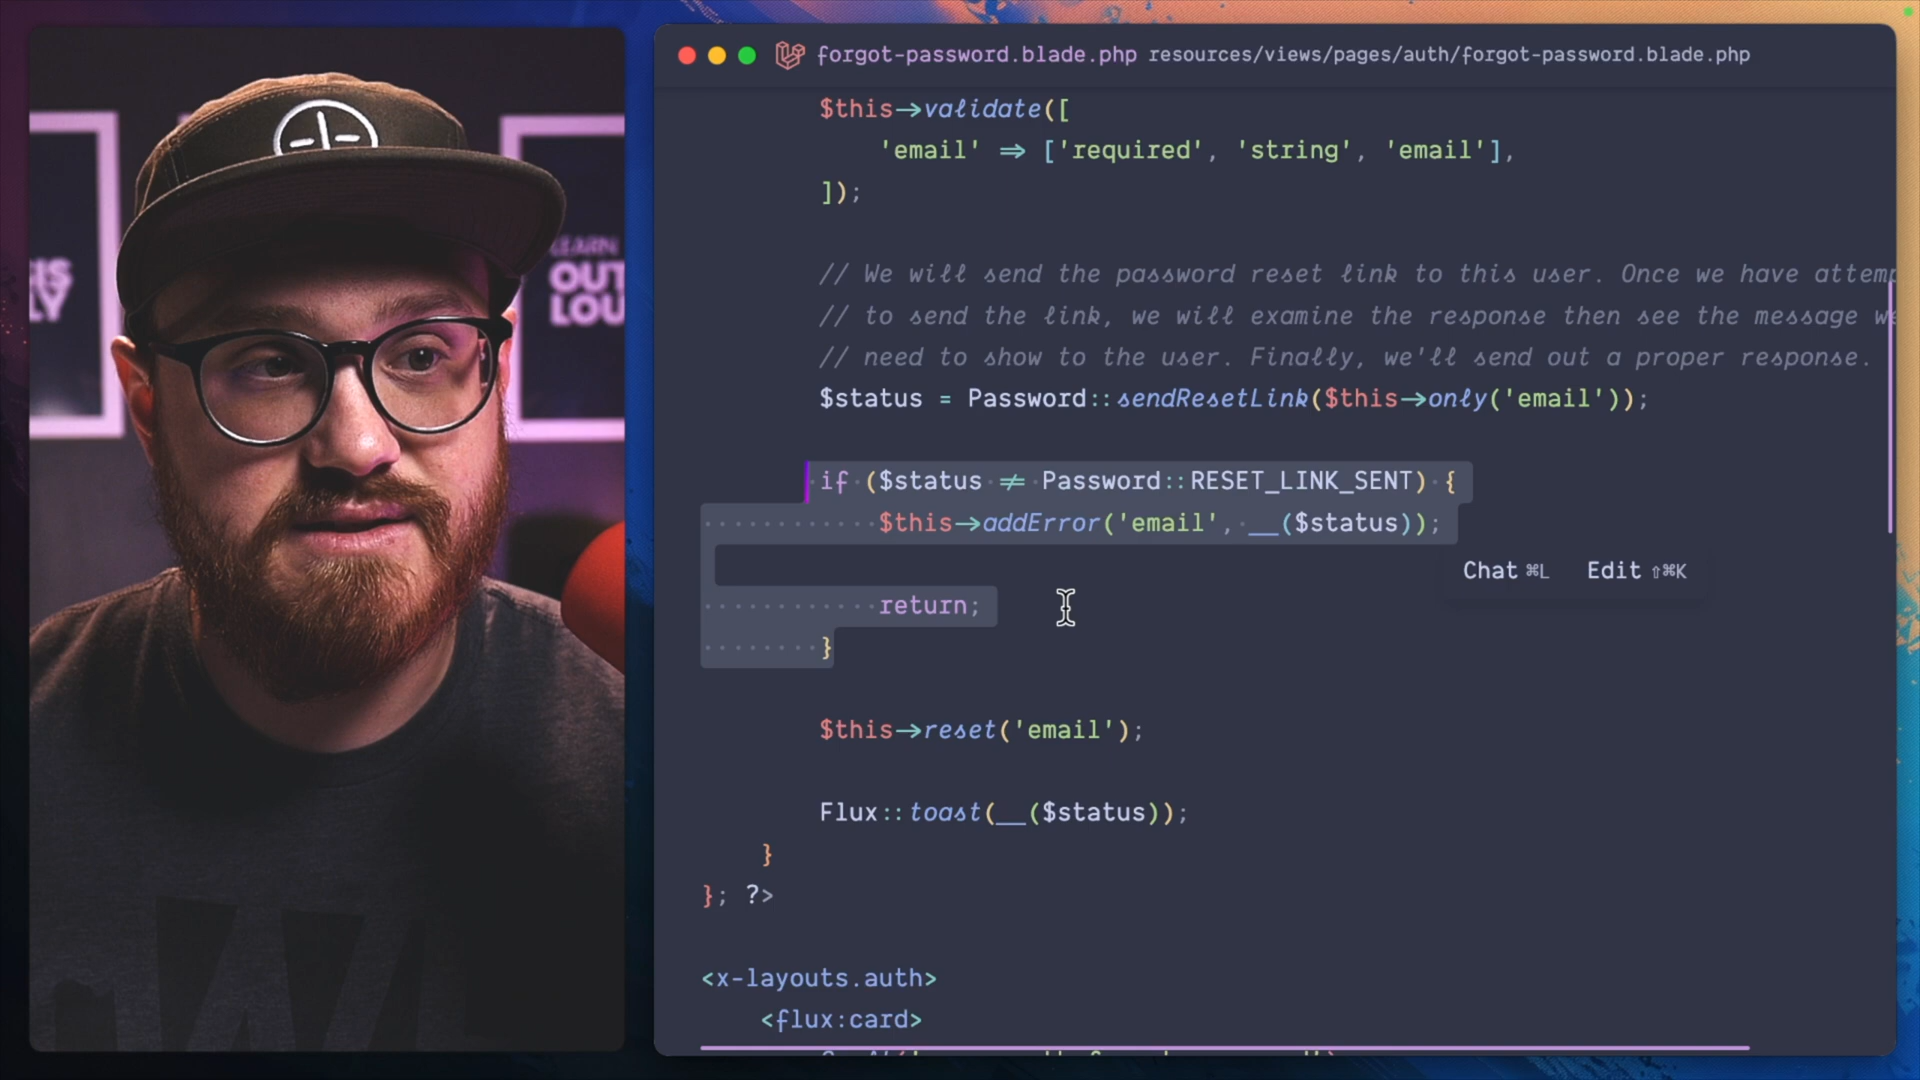 forgot-password.blade.php resources/views/pages/auth/forgot-password.blade.php
$this->validate([
'email' => ['required', 'string', 'email'],
]);
// We will send the password reset link to this user. Once we have
// to send the link, we will examine the response then see the message
// need to show to the user. Finally, we'll send out a proper response.
$status = Password::sendResetLink($this->only('email'));
if ($status != Password::RESET_LINK_SENT) {
$this->addError('email', __($status));
Chat ⌘L Edit ⇧⌘K
return;
}
$this->reset('email');
Flux::toast(__($status));
}
}; ?>
<x-layouts.auth>
<flux:card>
LEARN
OUT
LOU